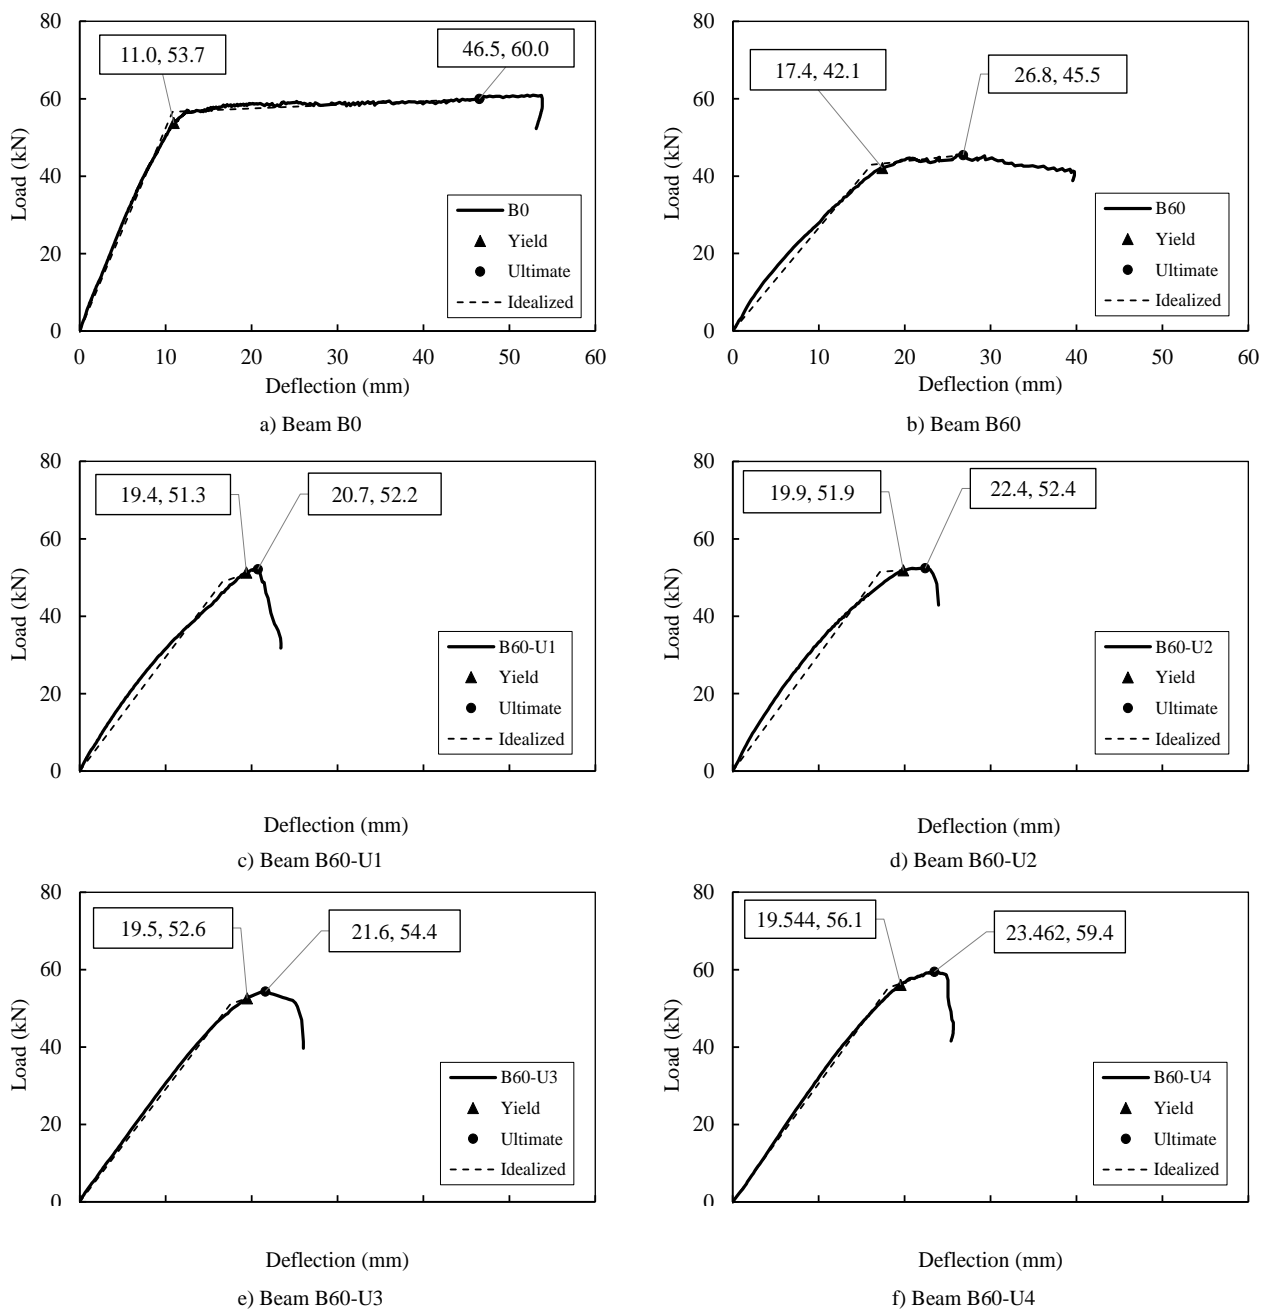 80
60
40
20
0
Load (kN)
11.0, 53.7
46.5, 60.0
B0
Yield
Ultimate
Idealized
0 10 20 30 40 50 60
Deflection (mm)
a) Beam B0
80
60
40
20
0
Load (kN)
17.4, 42.1
26.8, 45.5
B60
Yield
Ultimate
Idealized
0 10 20 30 40 50 60
Deflection (mm)
b) Beam B60
80
60
40
20
0
Load (kN)
19.4, 51.3
20.7, 52.2
B60-U1
Yield
Ultimate
Idealized
Deflection (mm)
c) Beam B60-U1
80
60
40
20
0
Load (kN)
19.9, 51.9
22.4, 52.4
B60-U2
Yield
Ultimate
Idealized
Deflection (mm)
d) Beam B60-U2
80
60
40
20
0
Load (kN)
19.5, 52.6
21.6, 54.4
B60-U3
Yield
Ultimate
Idealized
Deflection (mm)
e) Beam B60-U3
80
60
40
20
0
Load (kN)
19.544, 56.1
23.462, 59.4
B60-U4
Yield
Ultimate
Idealized
Deflection (mm)
f) Beam B60-U4